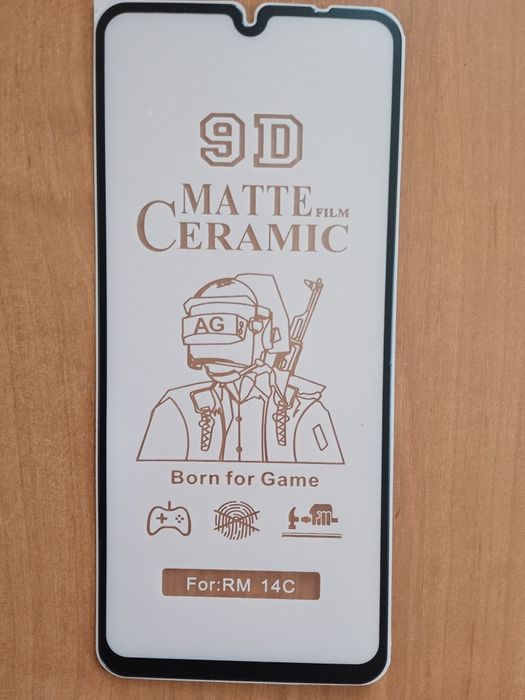 9D
MATTE FILM
CERAMIC
AG
Born for Game
For:RM 14C